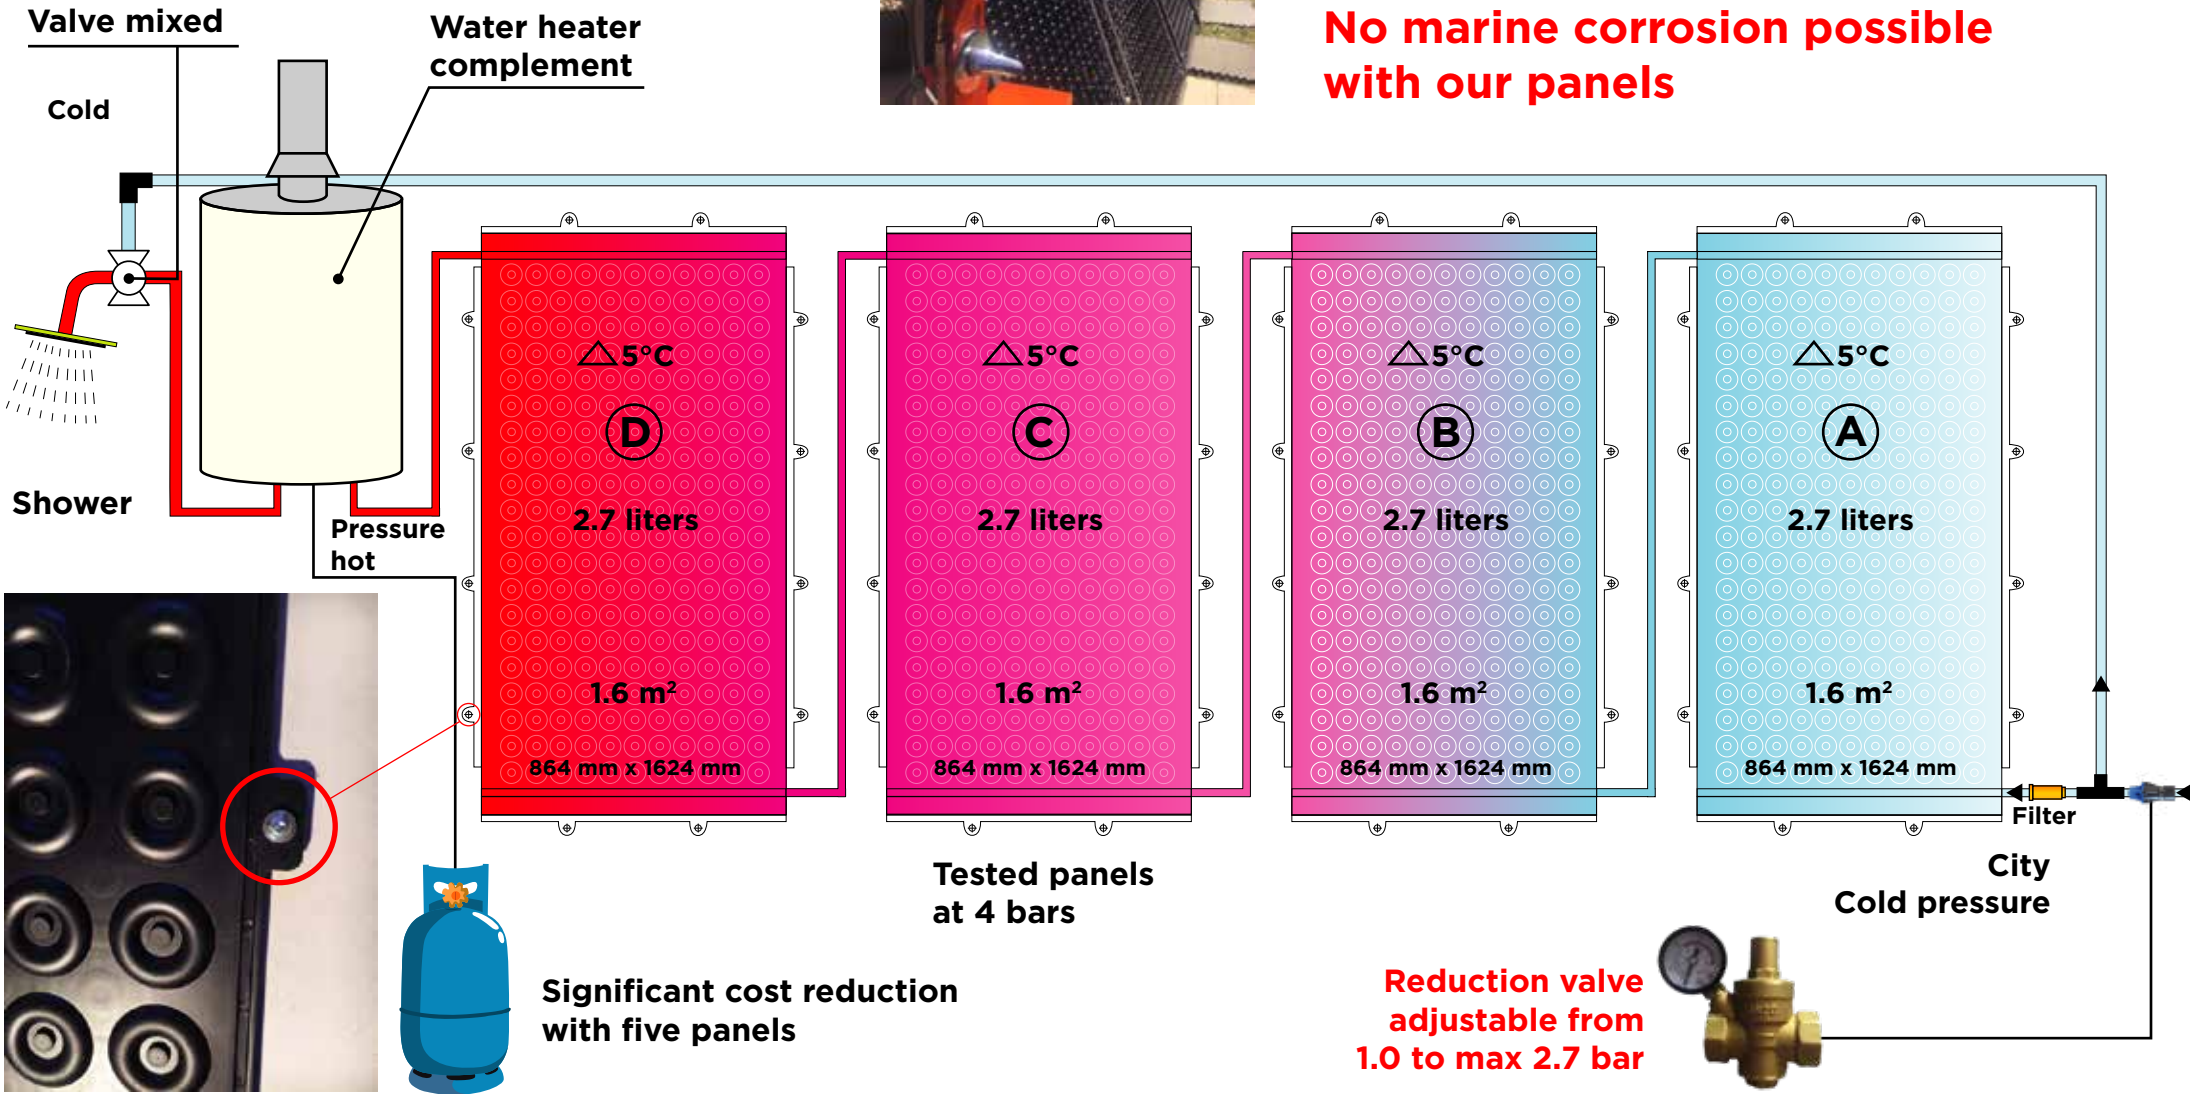 Valve mixed
Water heater
complement
No marine corrosion possible
with our panels
Cold
△5°C
△5°C
△5°C
△5°C
D
C
B
A
Shower
Pressure
hot
2.7 liters
2.7 liters
2.7 liters
2.7 liters
1.6 m²
1.6 m²
1.6 m²
1.6 m²
864 mm x 1624 mm
864 mm x 1624 mm
864 mm x 1624 mm
864 mm x 1624 mm
Filter
City
Cold pressure
Tested panels
at 4 bars
Significant cost reduction
with five panels
Reduction valve
adjustable from
1.0 to max 2.7 bar